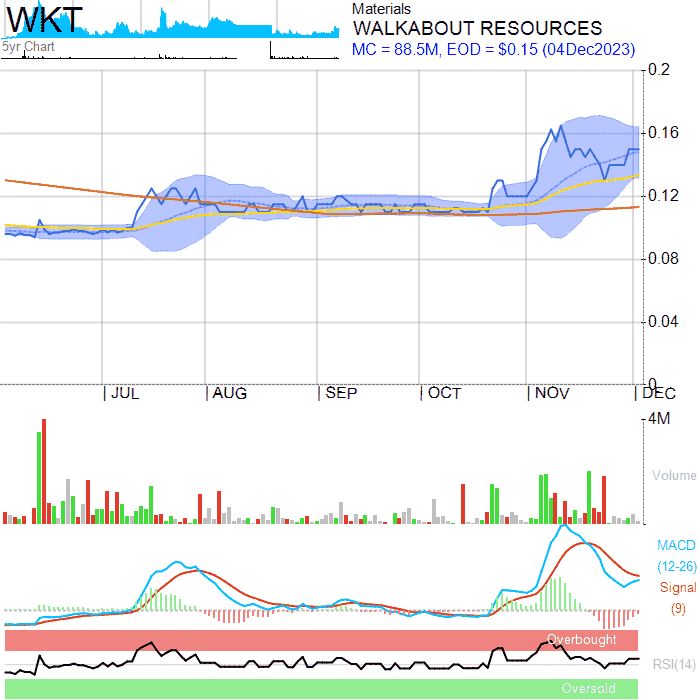 WKT
5yr Chart
Materials
WALKABOUT RESOURCES
MC = 88.5M, EOD = $0.15 (04Dec2023)
0.2
0.16
0.12
0.08
0.04
0
JUL AUG SEP OCT NOV DEC
4M
Volume
MACD
(12-26)
Signal
(9)
Overbought
RSI(14)
Oversold